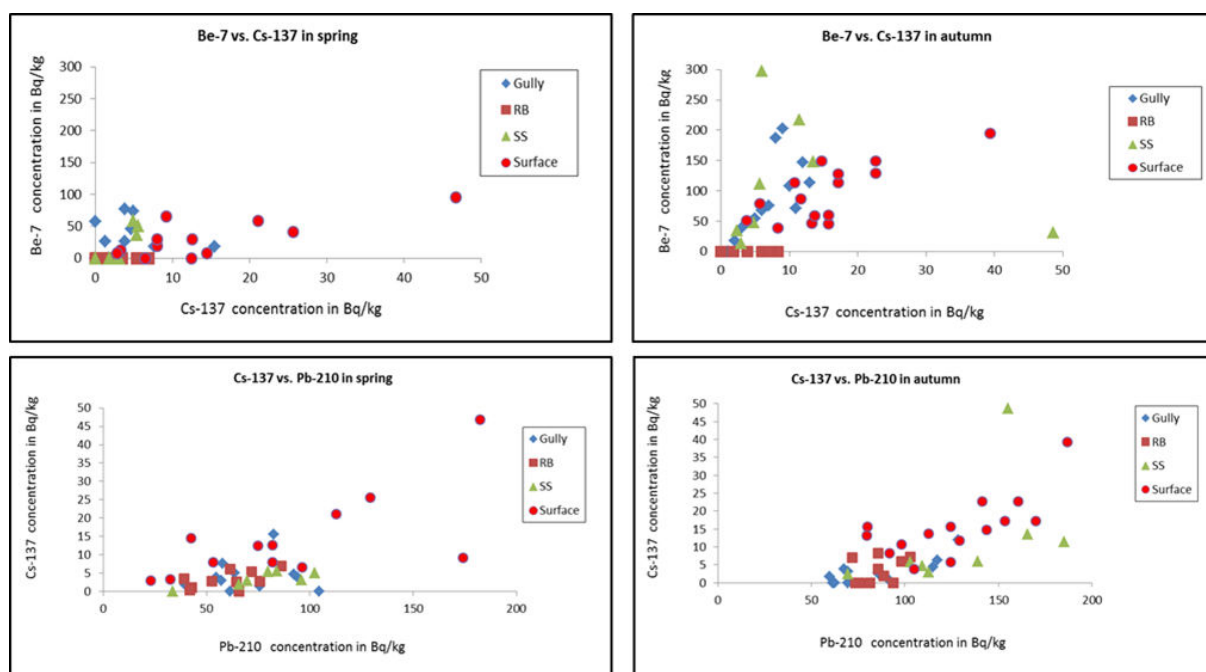 Be-7 vs. Cs-137 in spring
Be-7 concentration in Bq/kg
300
250
200
150
100
50
0
0 10 20 30 40 50
Cs-137 concentration in Bq/kg
Gully
RB
SS
Surface
Be-7 vs. Cs-137 in autumn
Be-7 concentration in Bq/kg
300
250
200
150
100
50
0
0 10 20 30 40 50
Cs-137 concentration in Bq/kg
Gully
RB
SS
Surface
Cs-137 vs. Pb-210 in spring
Cs-137 concentration in Bq/kg
50
45
40
35
30
25
20
15
10
5
0
0 50 100 150 200
Pb-210 concentration in Bq/kg
Gully
RB
SS
Surface
Cs-137 vs. Pb-210 in autumn
Cs-137 concentration in Bq/kg
50
45
40
35
30
25
20
15
10
5
0
0 50 100 150 200
Pb-210 concentration in Bq/kg
Gully
RB
SS
Surface